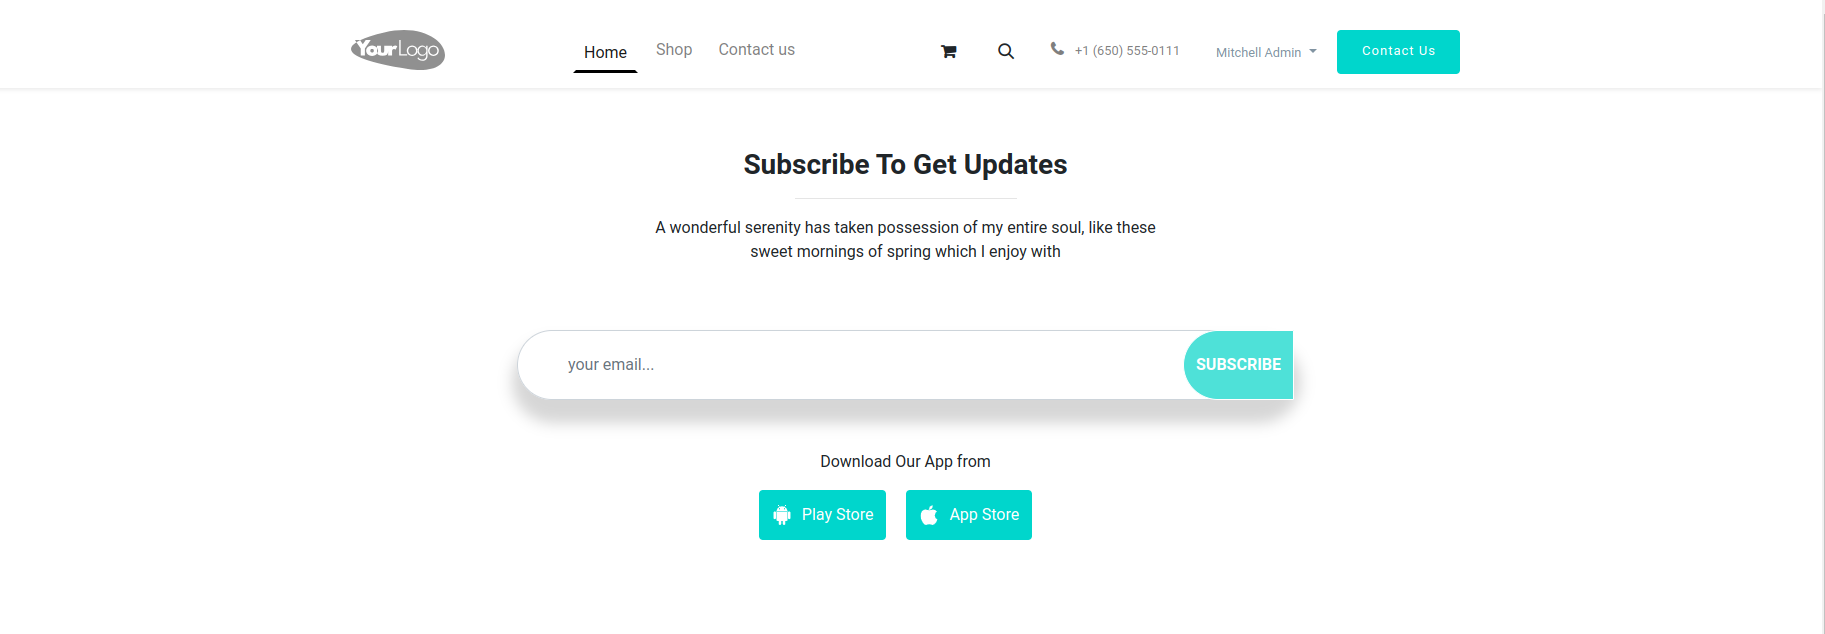 YourLogo
Home
Shop
Contact us
+1 (650) 555-0111
Mitchell Admin
Contact Us
Subscribe To Get Updates
A wonderful serenity has taken possession of my entire soul, like these
sweet mornings of spring which I enjoy with
your email...
SUBSCRIBE
Download Our App from
Play Store
App Store